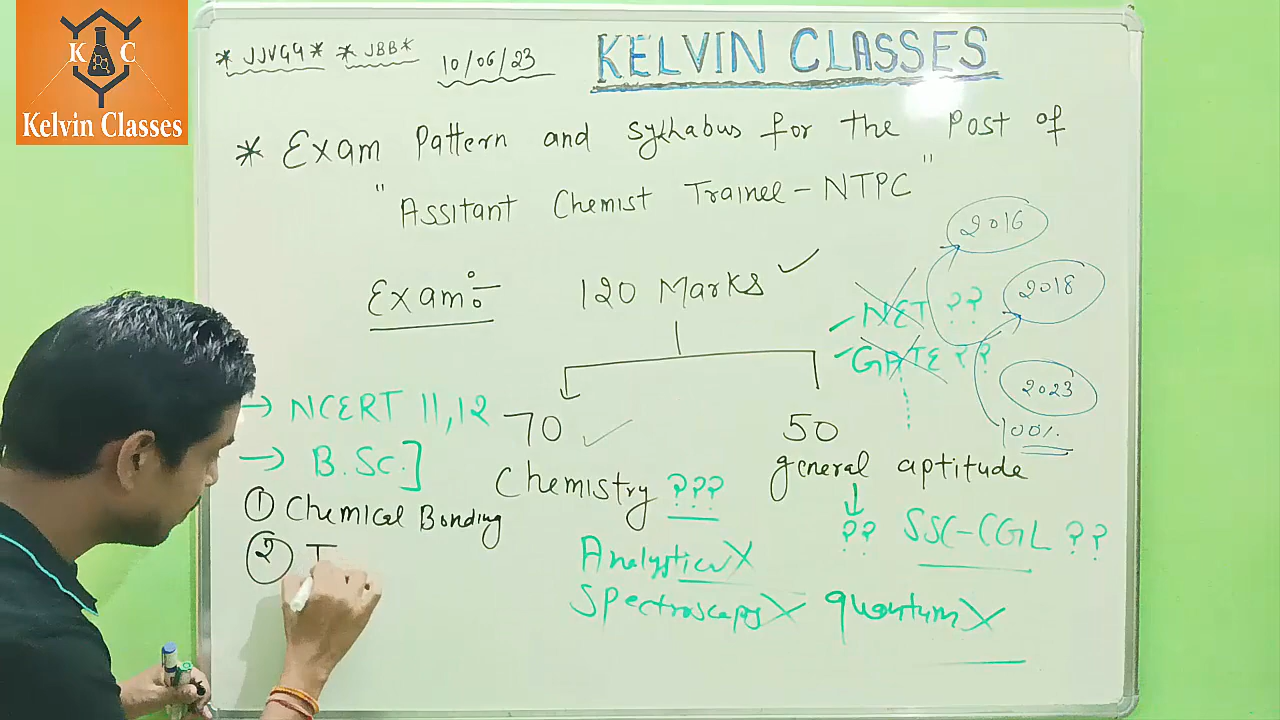 K C
Kelvin Classes
* JJVGG * * JBB * 10/06/23
KELVIN CLASSES
* Exam Pattern and Syllabus for the Post of
"Assitant Chemist Trainee - NTPC"
2016
Exam:- 120 Marks ✓
NET ??
2018
- GATE ??
2023
100%
→ NCERT 11,12
→ B.Sc.]
70 ✓
Chemistry ???
50
general aptitude
?? SSC-CGL ??
① Chemical Bonding
② I
Analytical X
Spectroscopy X quantum X